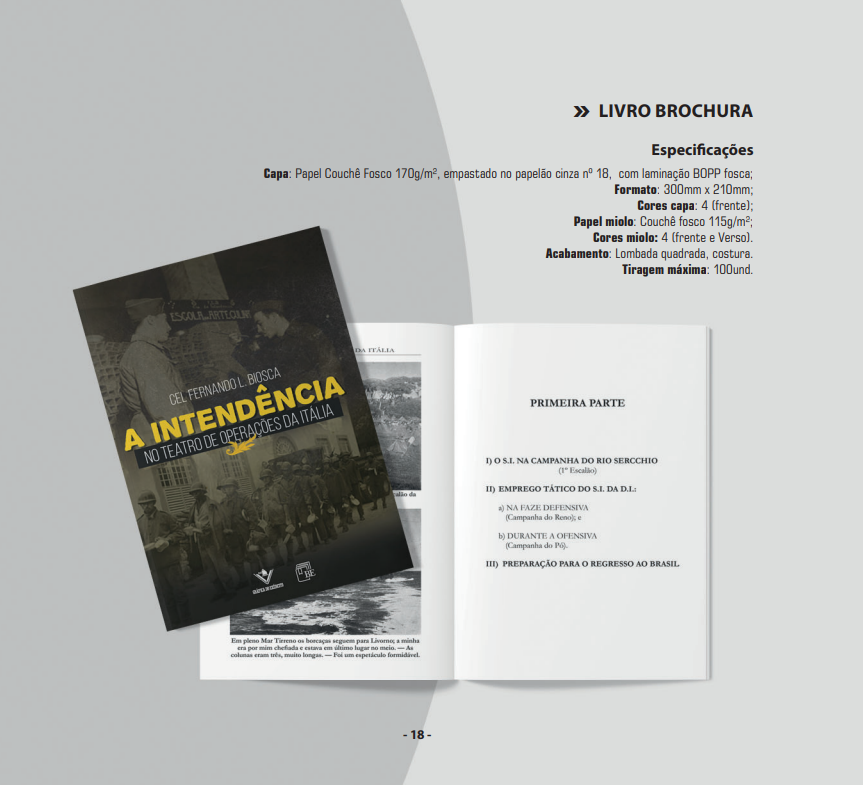 » LIVRO BROCHURA
Especificações
Capa: Papel Couchê Fosco 170g/m², empastado no papelão cinza nº 18, com laminação BOPP fosca;
Formato: 300mm x 210mm;
Cores capa: 4 (frente);
Papel miolo: Couchê fosco 115g/m²;
Cores miolo: 4 (frente e Verso).
Acabamento: Lombada quadrada, costura.
Tiragem máxima: 100und.
ESCOLA DE ARTILHARIA
CEL FERNANDO L. BIOSCA
A INTENDÊNCIA
NO TEATRO DE OPERAÇÕES DA ITÁLIA
BE
DA ITÁLIA
calão da
Em pleno Mar Tirreno os borcaças seguem para Livorno; a minha
era por mim chefiada e estava em último lugar no meio. — As
colunas eram três, muito longas. — Foi um espetáculo formidável.
PRIMEIRA PARTE
I) O S.I. NA CAMPANHA DO RIO SERCCHIO
(1º Escalão)
II) EMPREGO TÁTICO DO S.I. DA D.I.:
a) NA FAZE DEFENSIVA
(Campanha do Reno); e
b) DURANTE A OFENSIVA
(Campanha do Pó).
III) PREPARAÇÃO PARA O REGRESSO AO BRASIL
- 18 -